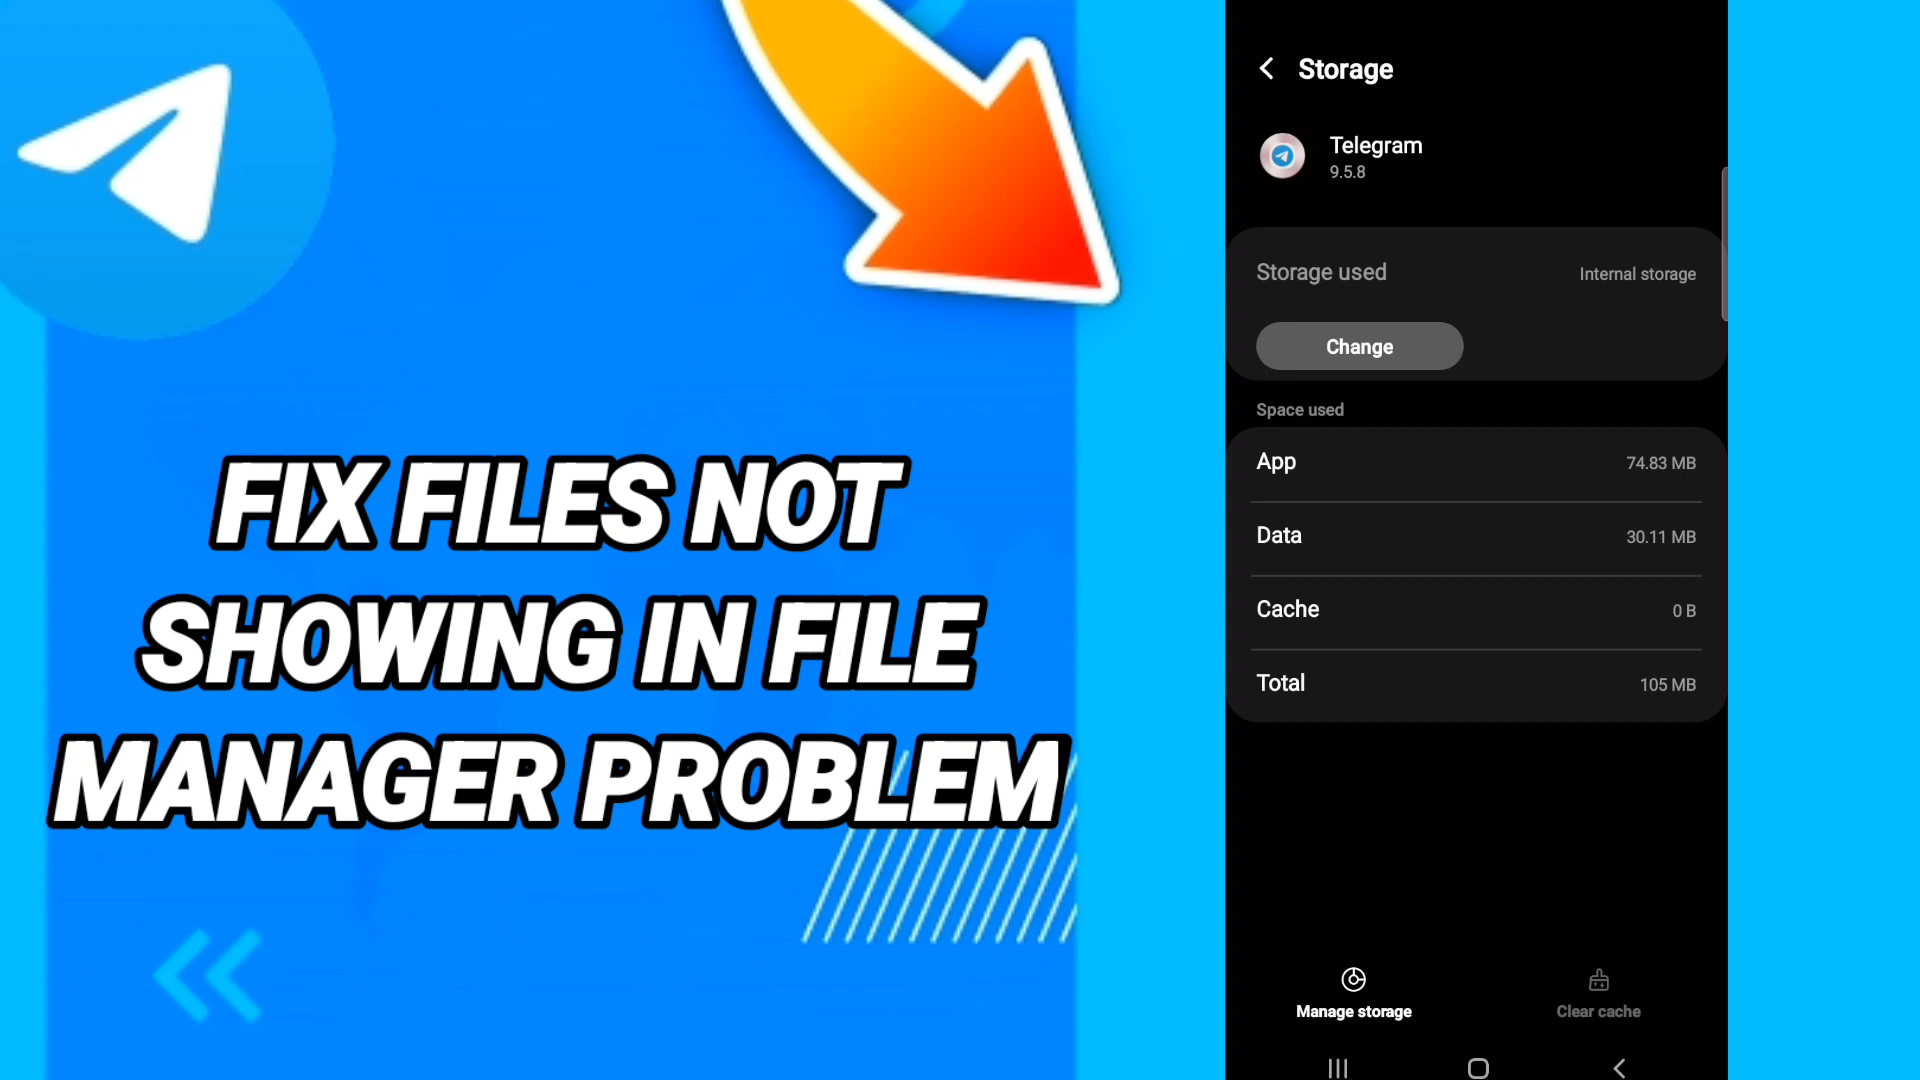 FIX FILES NOT
SHOWING IN FILE
MANAGER PROBLEM
Storage
Telegram
9.5.8
Storage used Internal storage
Change
Space used
App 74.83 MB
Data 30.11 MB
Cache 0 B
Total 105 MB
Manage storage Clear cache